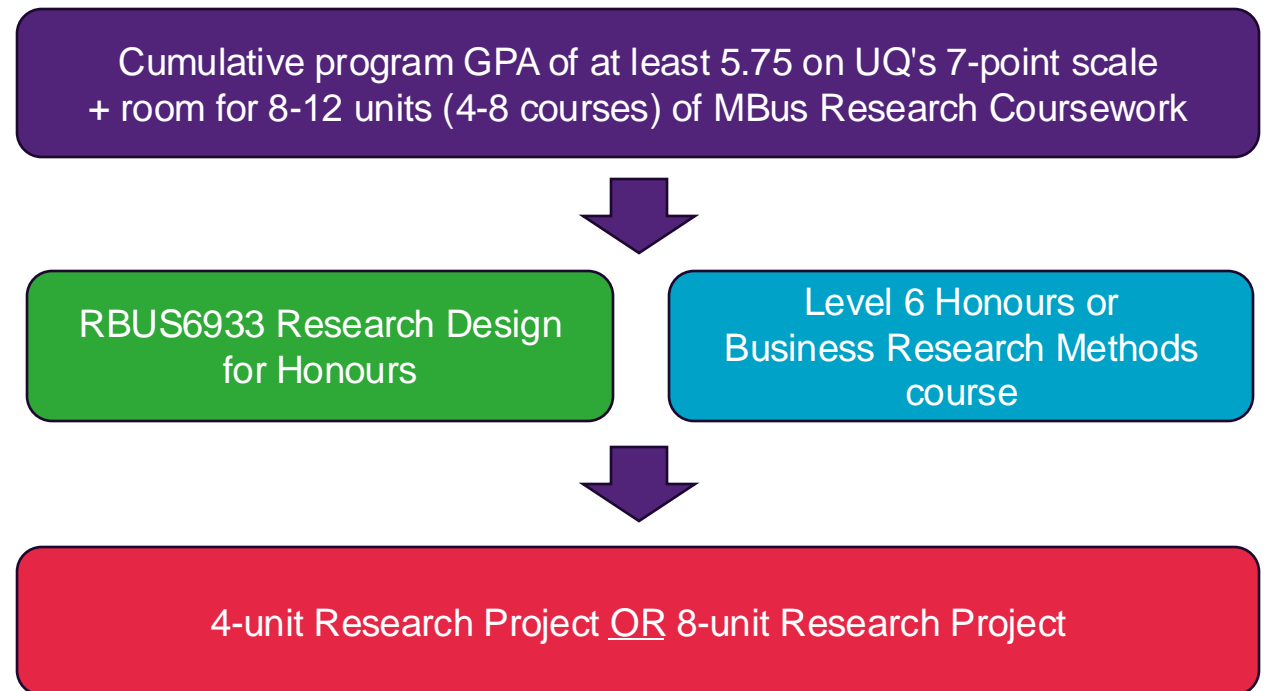 Cumulative program GPA of at least 5.75 on UQ's 7-point scale
+ room for 8-12 units (4-8 courses) of MBus Research Coursework
RBUS6933 Research Design
for Honours
Level 6 Honours or
Business Research Methods
course
4-unit Research Project OR 8-unit Research Project